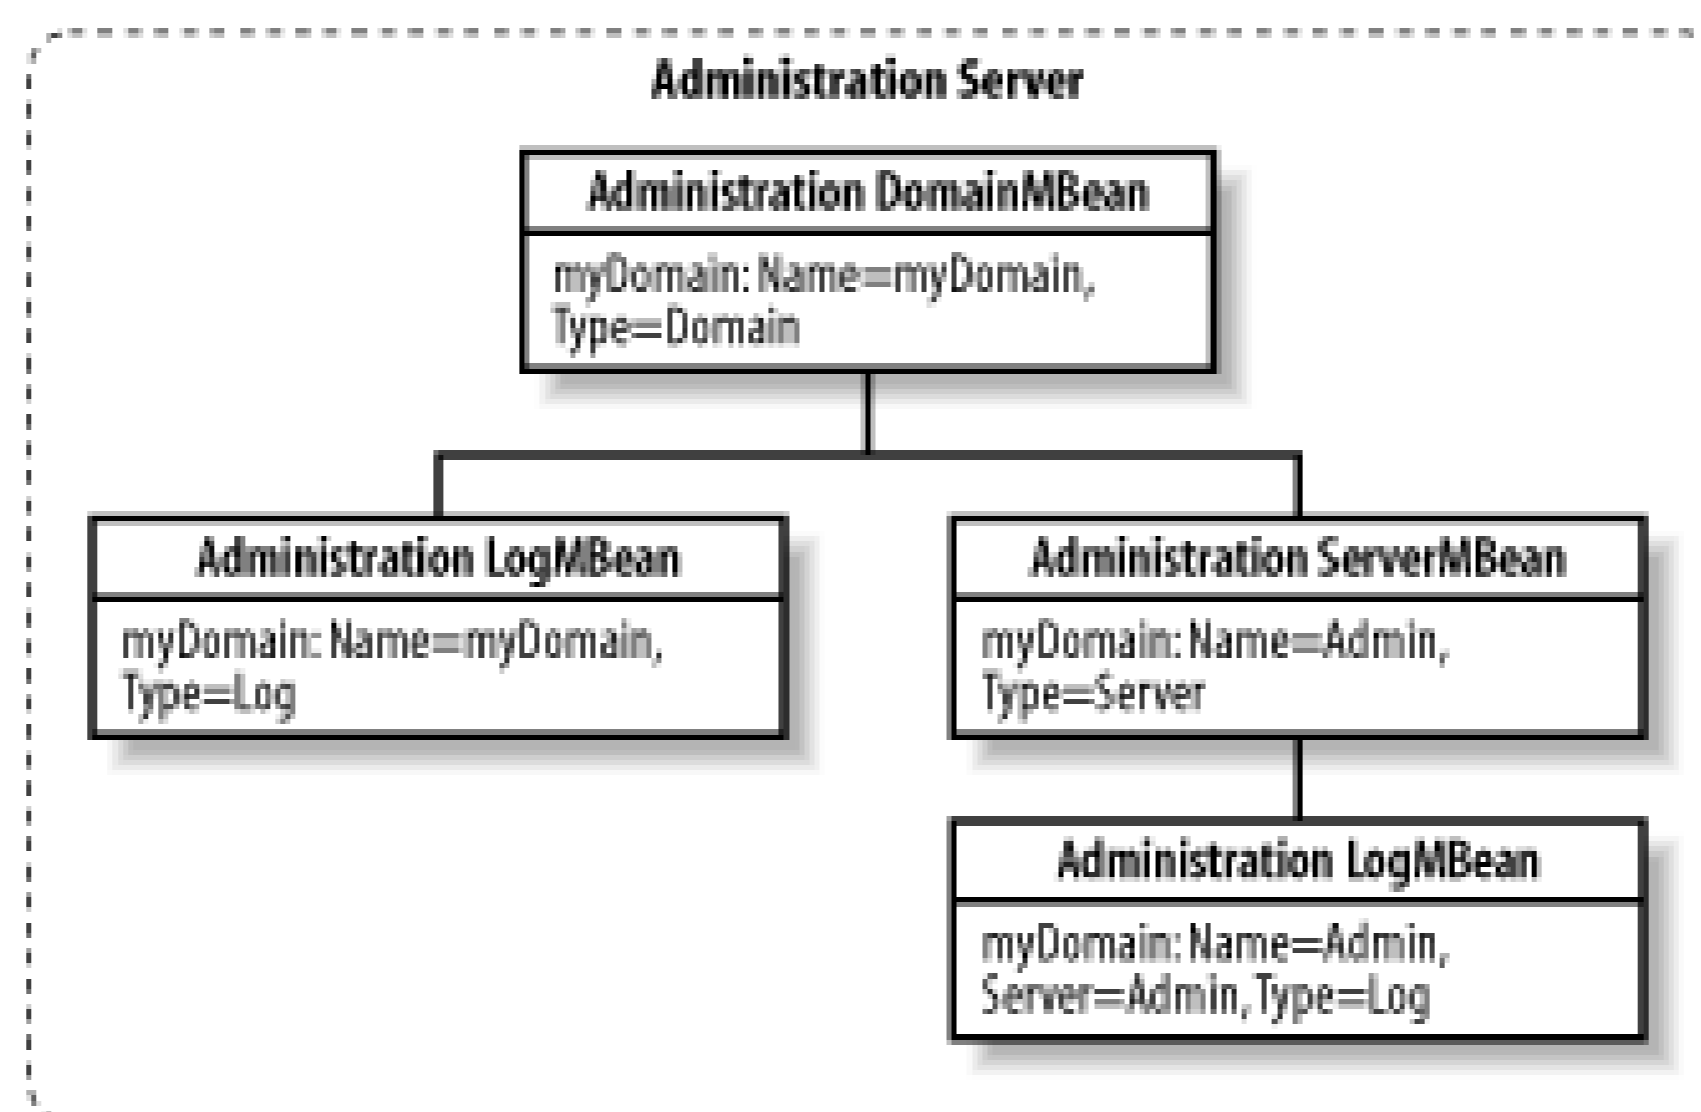 Administration Server
Administration DomainMBean
myDomain: Name=myDomain,
Type=Domain
Administration LogMBean
myDomain: Name=myDomain,
Type=Log
Administration ServerMBean
myDomain: Name=Admin,
Type=Server
Administration LogMBean
myDomain: Name=Admin,
Server=Admin, Type=Log